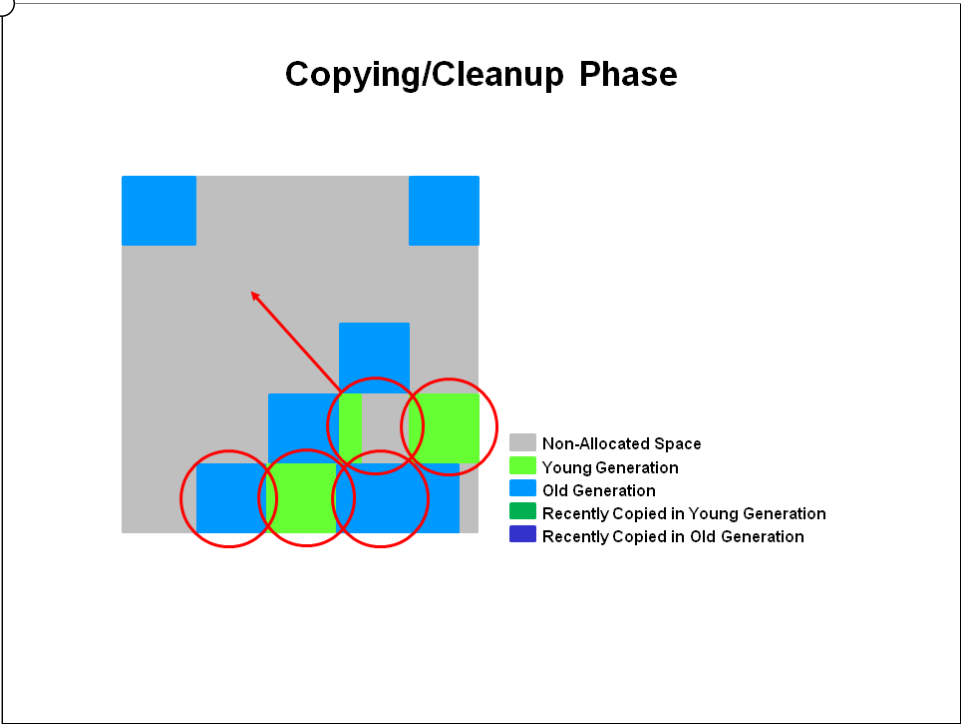 Copying/Cleanup Phase
Non-Allocated Space
Young Generation
Old Generation
Recently Copied in Young Generation
Recently Copied in Old Generation